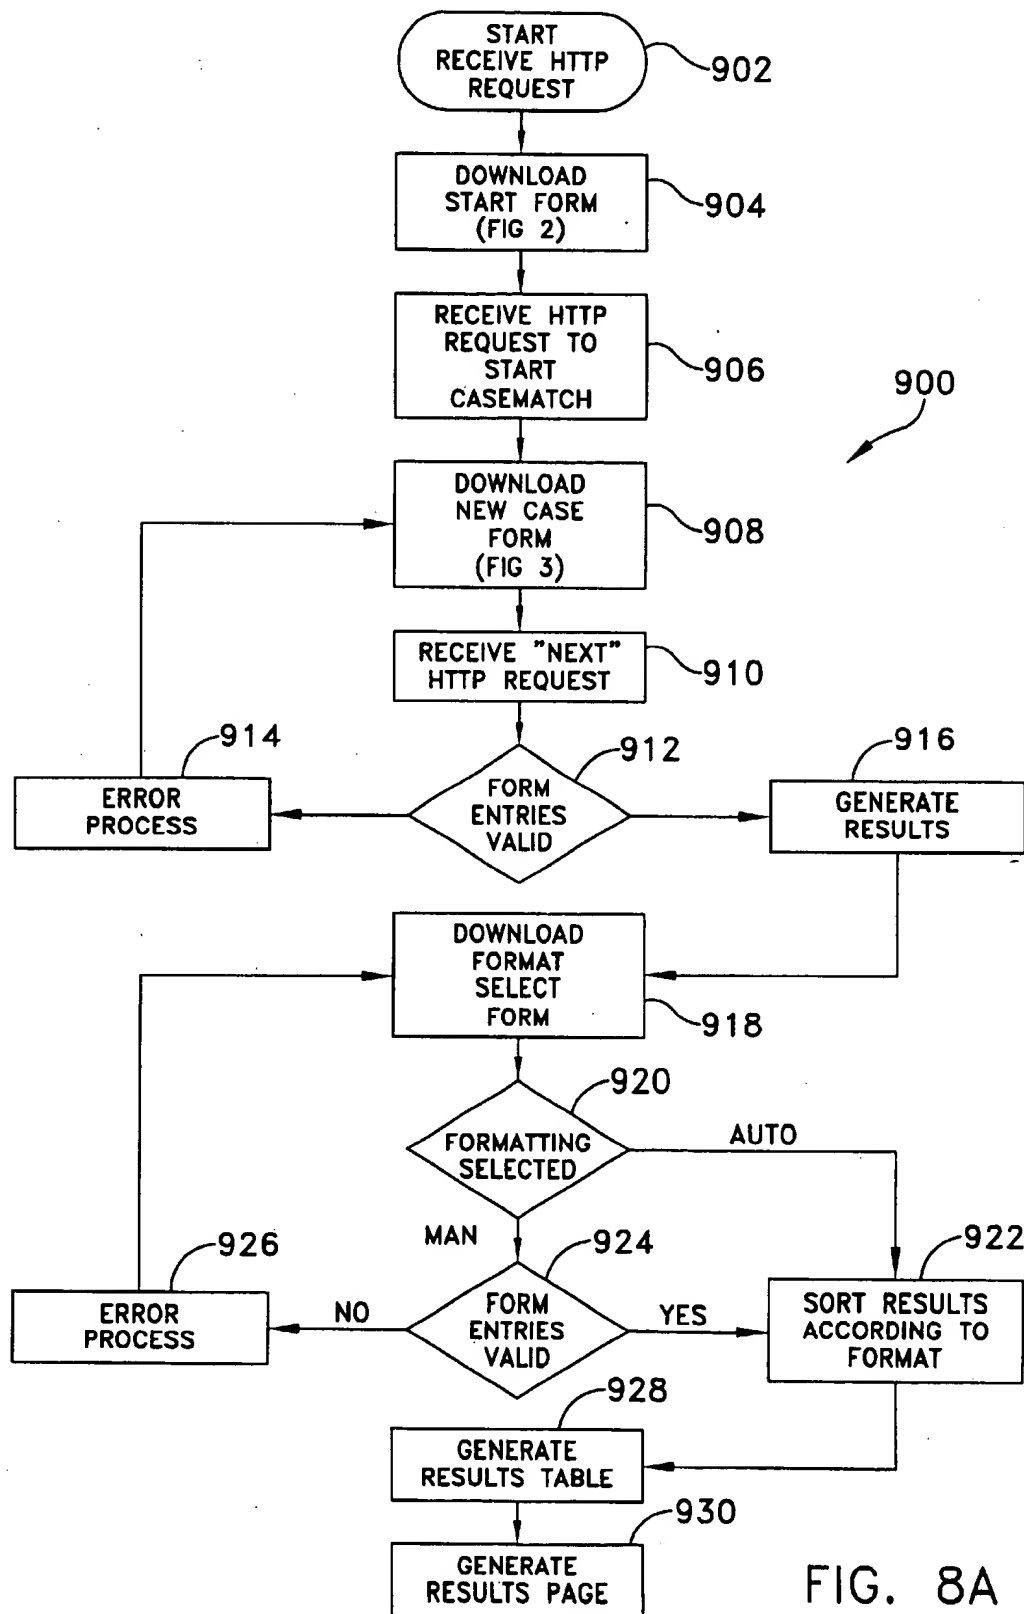 START
RECEIVE HTTP
REQUEST
902
DOWNLOAD
START FORM
(FIG 2)
904
RECEIVE HTTP
REQUEST TO
START
CASEMATCH
906
900
DOWNLOAD
NEW CASE
FORM
(FIG 3)
908
RECEIVE "NEXT"
HTTP REQUEST
910
914
ERROR
PROCESS
912
FORM
ENTRIES
VALID
916
GENERATE
RESULTS
DOWNLOAD
FORMAT
SELECT
FORM
918
920
FORMATTING
SELECTED
AUTO
MAN
926
ERROR
PROCESS
NO
924
FORM
ENTRIES
VALID
YES
922
SORT RESULTS
ACCORDING TO
FORMAT
928
GENERATE
RESULTS TABLE
930
GENERATE
RESULTS PAGE
FIG. 8A